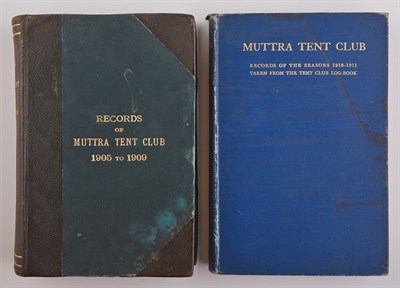 RECORDS
OF
MUTTRA TENT CLUB
1905 TO 1909
MUTTRA TENT CLUB
RECORDS OF THE SEASONS 1910-1911
TAKEN FROM THE TENT CLUB LOG-BOOK